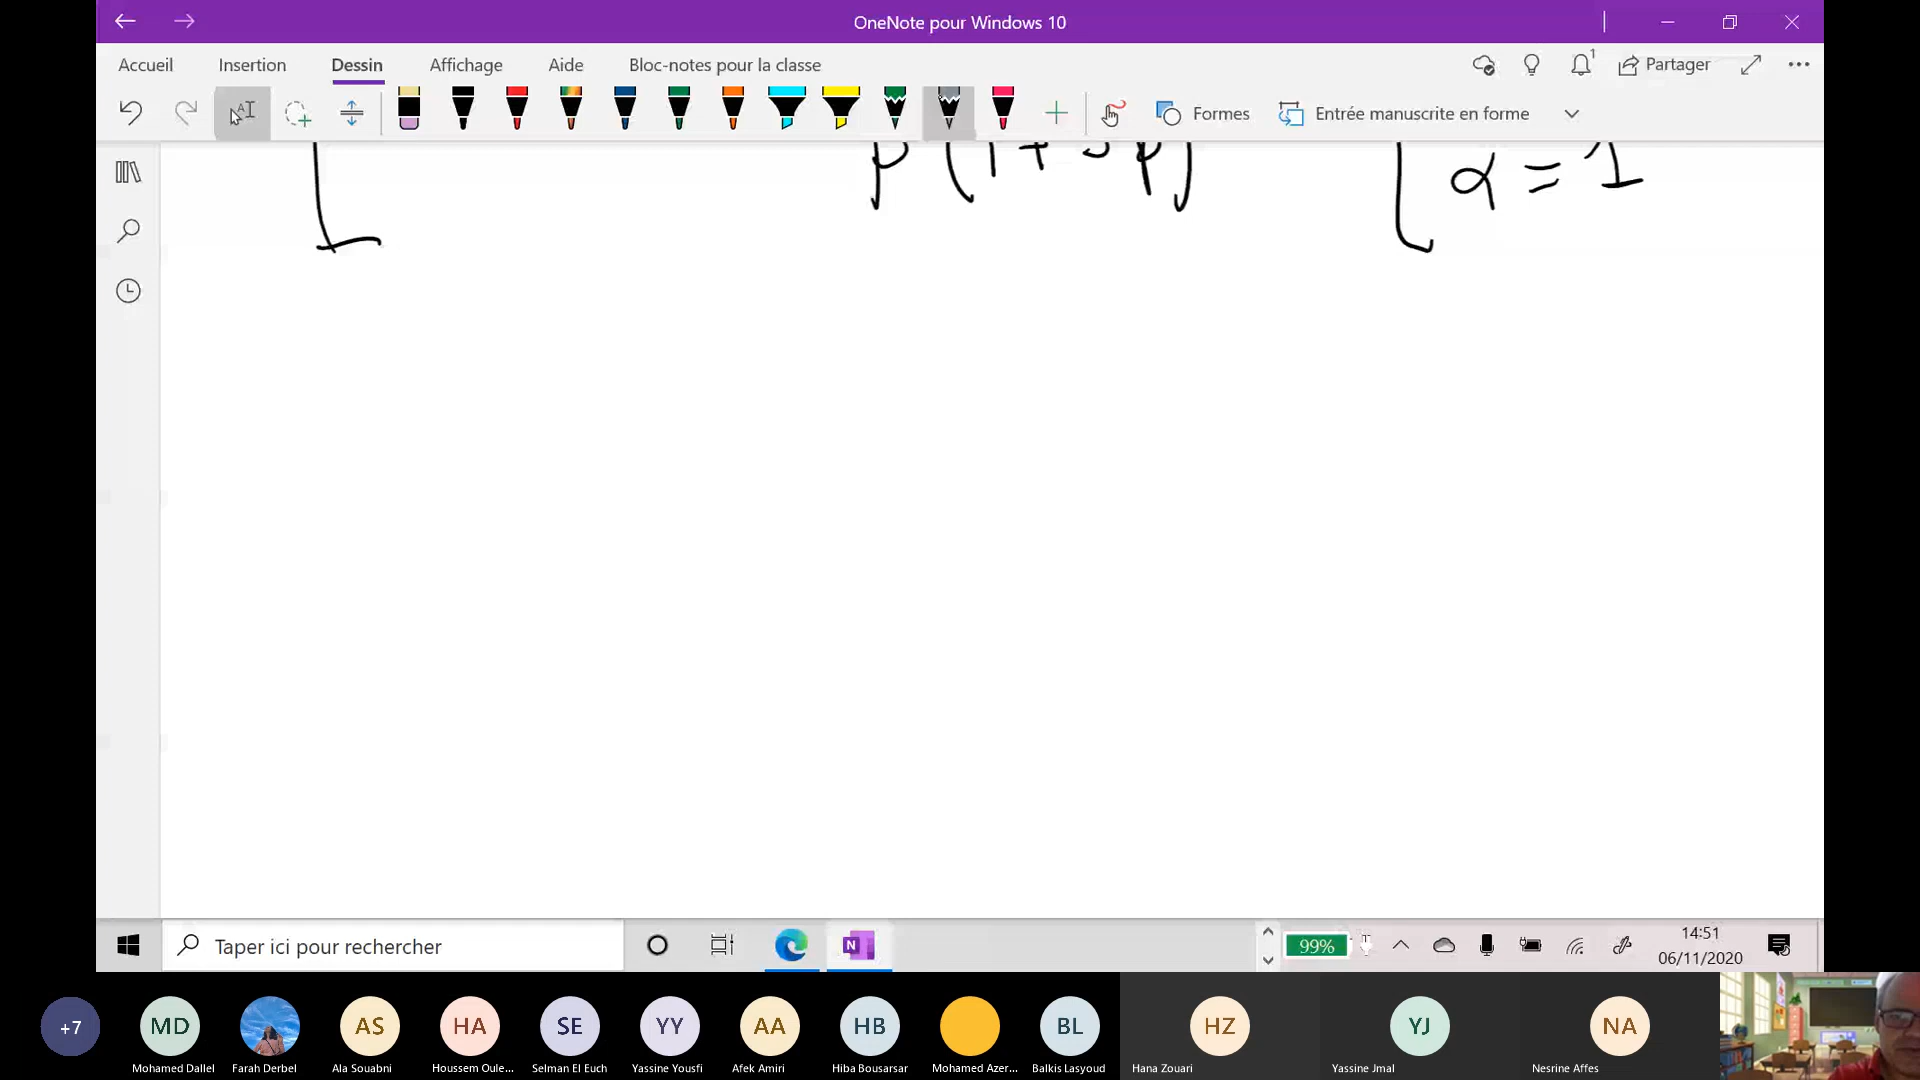 OneNote pour Windows 10
Accueil Insertion Dessin Affichage Aide Bloc-notes pour la classe
1 Partager
Formes Entrée manuscrite en forme
α = 1
Taper ici pour rechercher
N
99%
14:51
06/11/2020
+7 MD AS HA SE YY AA HB BL HZ YJ NA
Mohamed Dallel Farah Derbel Ala Souabni Houssem Oule... Selman El Euch Yassine Yousfi Afek Amiri Hiba Bousarsar Mohamed Azer... Balkis Lasyoud Hana Zouari Yassine Jmal Nesrine Affes